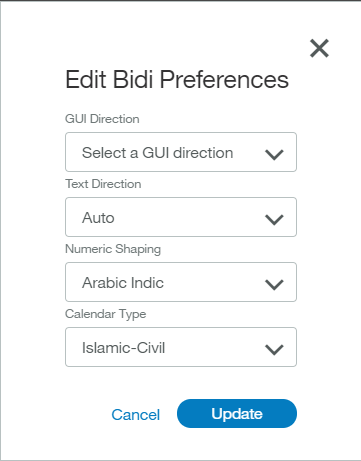 Edit Bidi Preferences
GUI Direction
Select a GUI direction
Text Direction
Auto
Numeric Shaping
Arabic Indic
Calendar Type
Islamic-Civil
Cancel Update